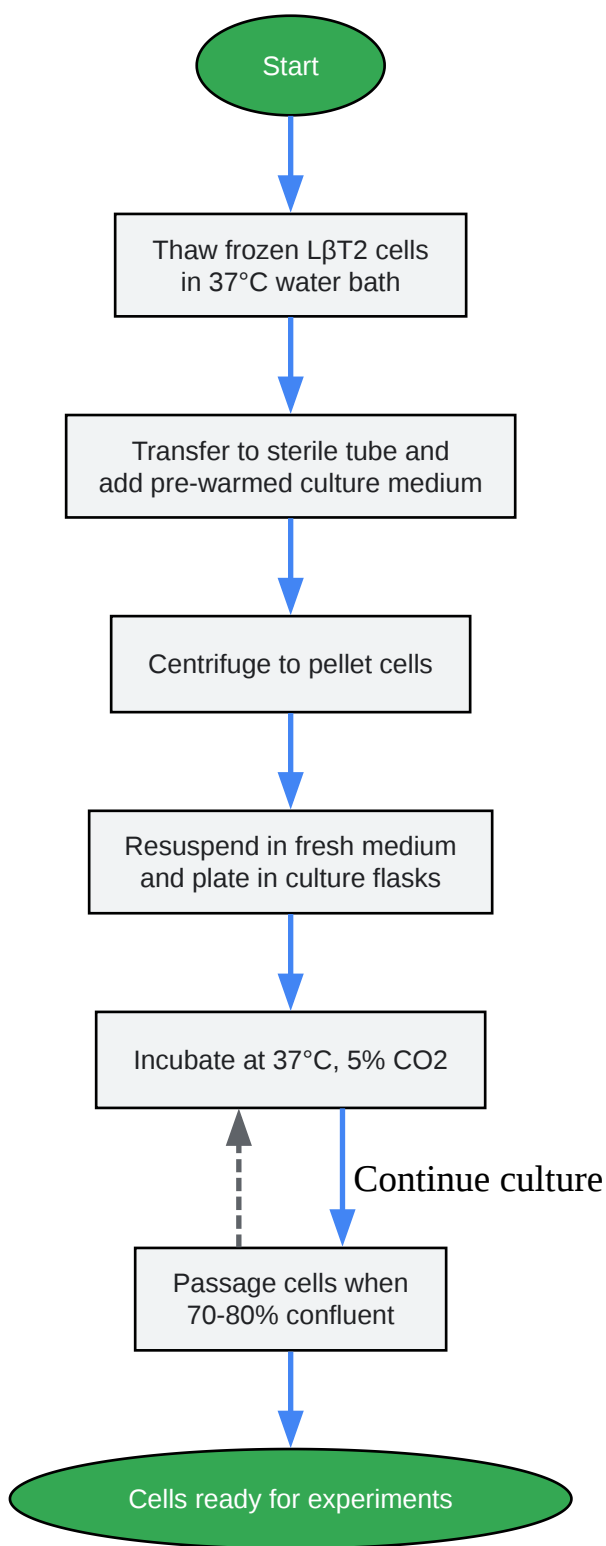 Start
Thaw frozen LβT2 cells
in 37°C water bath
Transfer to sterile tube and
add pre-warmed culture medium
Centrifuge to pellet cells
Resuspend in fresh medium
and plate in culture flasks
Incubate at 37°C, 5% CO2
Continue culture
Passage cells when
70-80% confluent
Cells ready for experiments